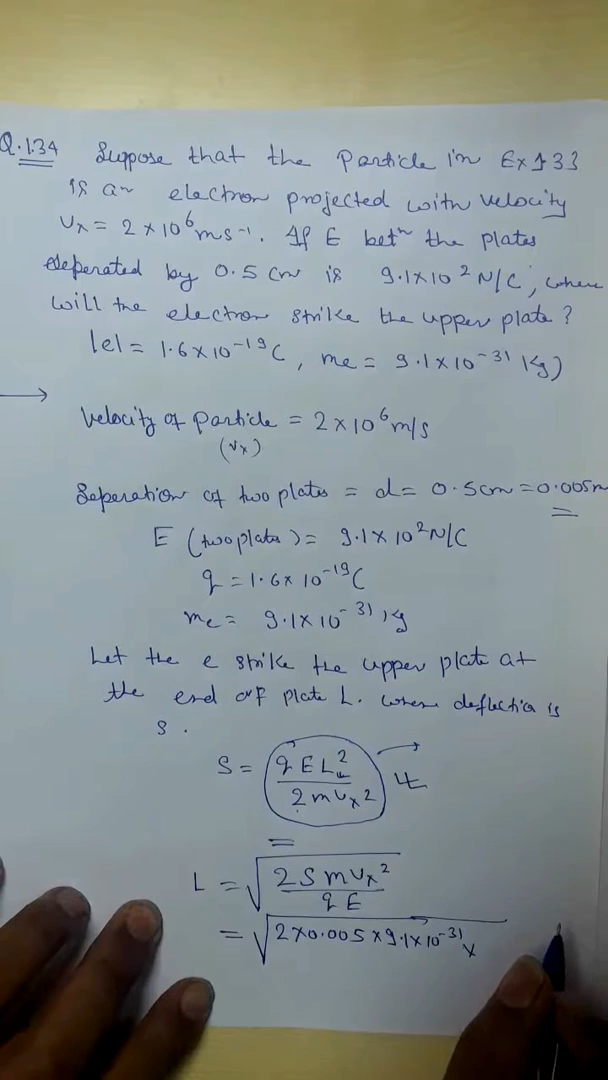 Q.1.34 Suppose that the Particle in Ex 1.33
is an electron projected with velocity
Vx = 2 × 10⁶ ms⁻¹. If E betⁿ the plates
seperated by 0.5 cm is 9.1×10² N/C, where
will the electron strike the upper plate?
|e| = 1.6×10⁻¹⁹ C, me = 9.1×10⁻³¹ Kg)
→ Velocity of Particle = 2×10⁶ m/s
(Vx)
Seperation of two plates = d = 0.5cm = 0.005m
E (two plates) = 9.1×10² N/C
q = 1.6×10⁻¹⁹ C
me = 9.1×10⁻³¹ Kg
Let the e strike the upper plate at
the end of plate L. where deflection is
S.
S = qEL²/2mVx²
L = √(2SmVx²/qE)
= √(2×0.005×9.1×10⁻³¹×